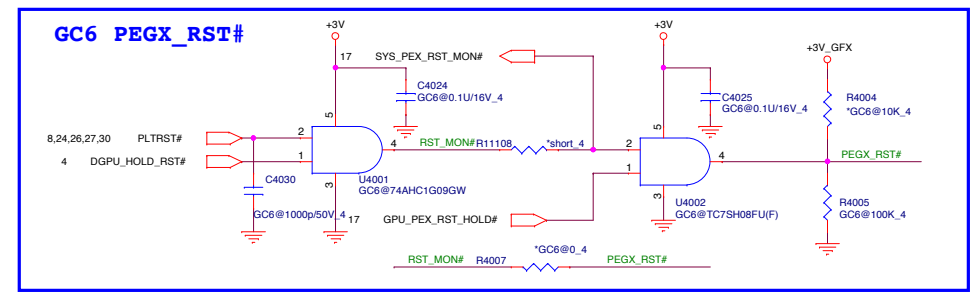 GC6 PEGX_RST#
+3V
+3V
+3V_GFX
17
SYS_PEX_RST_MON#
C4024
GC6@0.1U/16V_4
C4025
GC6@0.1U/16V_4
R4004
*GC6@10K_4
5
5
8,24,26,27,30 PLTRST#
2
4 DGPU_HOLD_RST#
1
4
RST_MON#
R11108
*short_4
2
1
4
PEGX_RST#
C4030
GC6@1000p/50V_4
3
U4001
GC6@74AHC1G09GW
17
GPU_PEX_RST_HOLD#
3
U4002
GC6@TC7SH08FU(F)
R4005
GC6@100K_4
*GC6@0_4
RST_MON#
R4007
PEGX_RST#